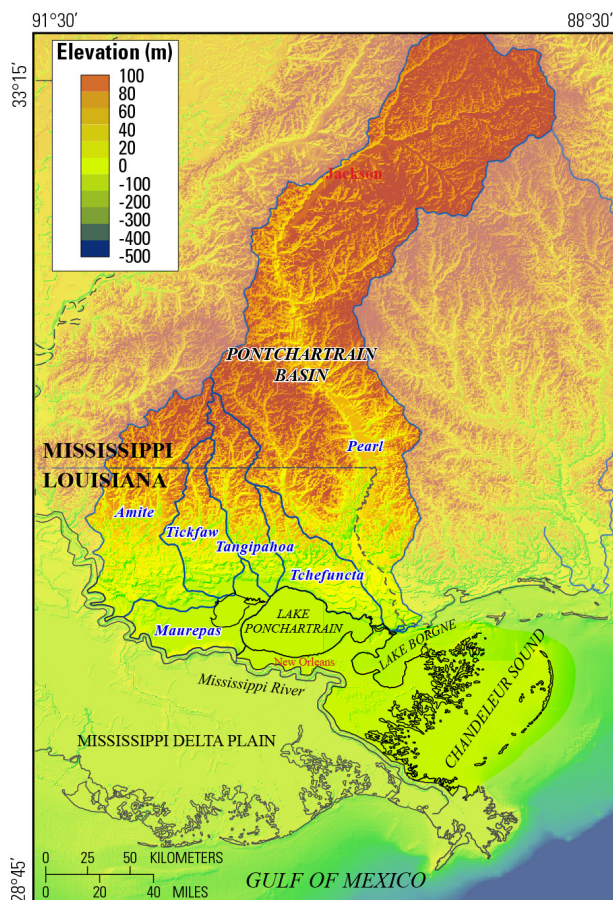 91°30′
88°30′
33°15′
Elevation (m)
100
80
60
40
20
0
-100
-200
-300
-400
-500
Jackson
PONTCHARTRAIN
BASIN
Pearl
MISSISSIPPI
LOUISIANA
Amite
Tickfaw
Tangipahoa
Tchefuncta
Maurepas
LAKE
PONTCHARTRAIN
LAKE BORGNE
New Orleans
Mississippi River
CHANDELEUR SOUND
MISSISSIPPI DELTA PLAIN
0 25 50 KILOMETERS
0 20 40 MILES
GULF OF MEXICO
28°45′